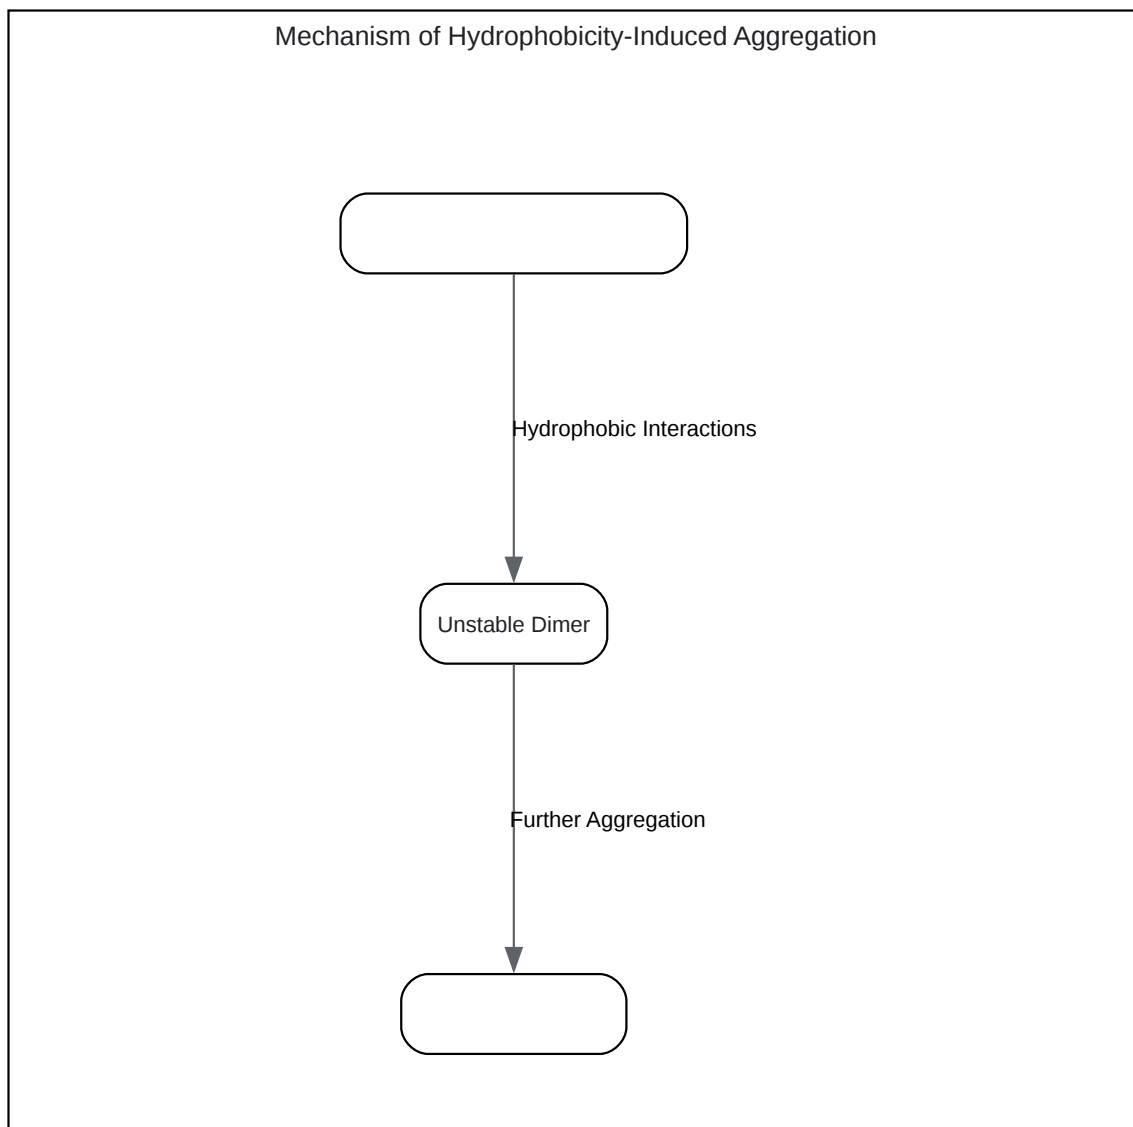 Mechanism of Hydrophobicity-Induced Aggregation
Hydrophobic Interactions
Unstable Dimer
Further Aggregation